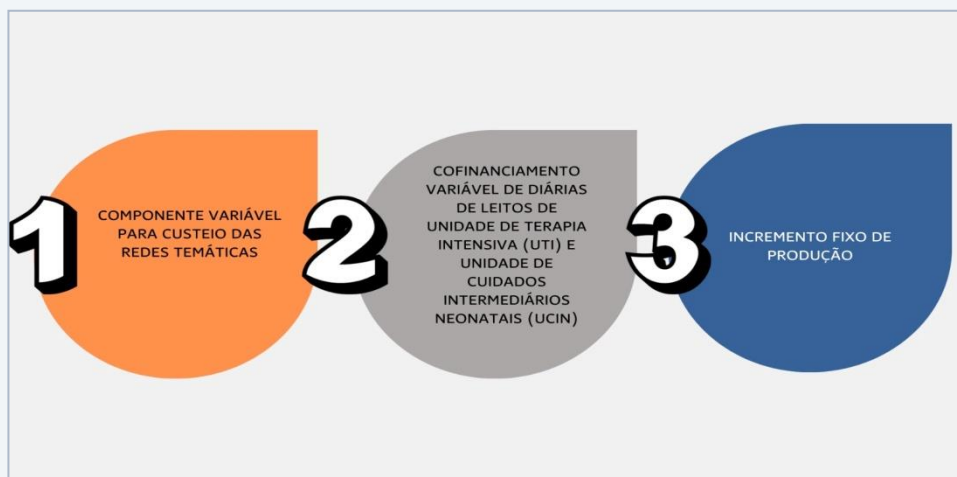 1
COMPONENTE VARIÁVEL
PARA CUSTEIO DAS
REDES TEMÁTICAS
2
COFINANCIAMENTO
VARIÁVEL DE DIÁRIAS
DE LEITOS DE
UNIDADE DE TERAPIA
INTENSIVA (UTI) E
UNIDADE DE
CUIDADOS
INTERMEDIÁRIOS
NEONATAIS (UCIN)
3
INCREMENTO FIXO DE
PRODUÇÃO